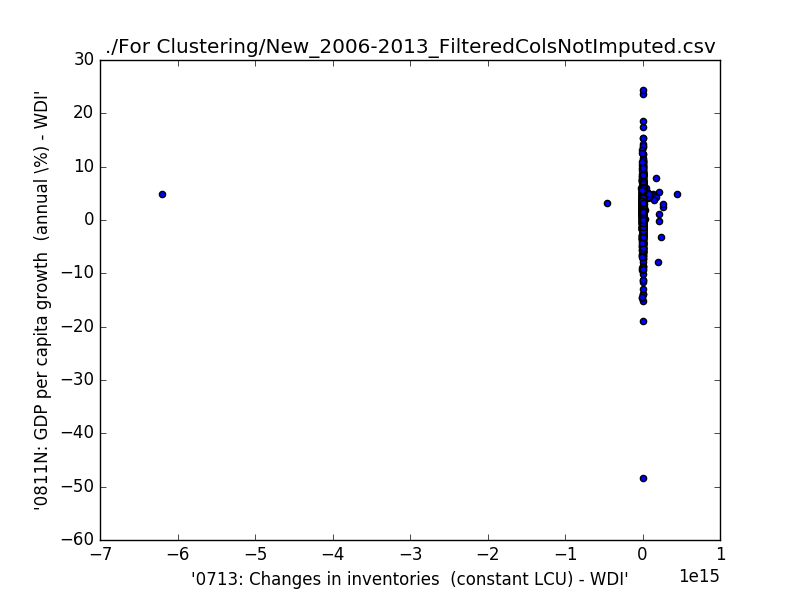 ./For Clustering/New_2006-2013_FilteredColsNotImputed.csv
30
20
10
0
−10
−20
−30
−40
−50
−60
'0811N: GDP per capita growth  (annual \%) - WDI'
−7 −6 −5 −4 −3 −2 −1 0 1
1e15
'0713: Changes in inventories  (constant LCU) - WDI'